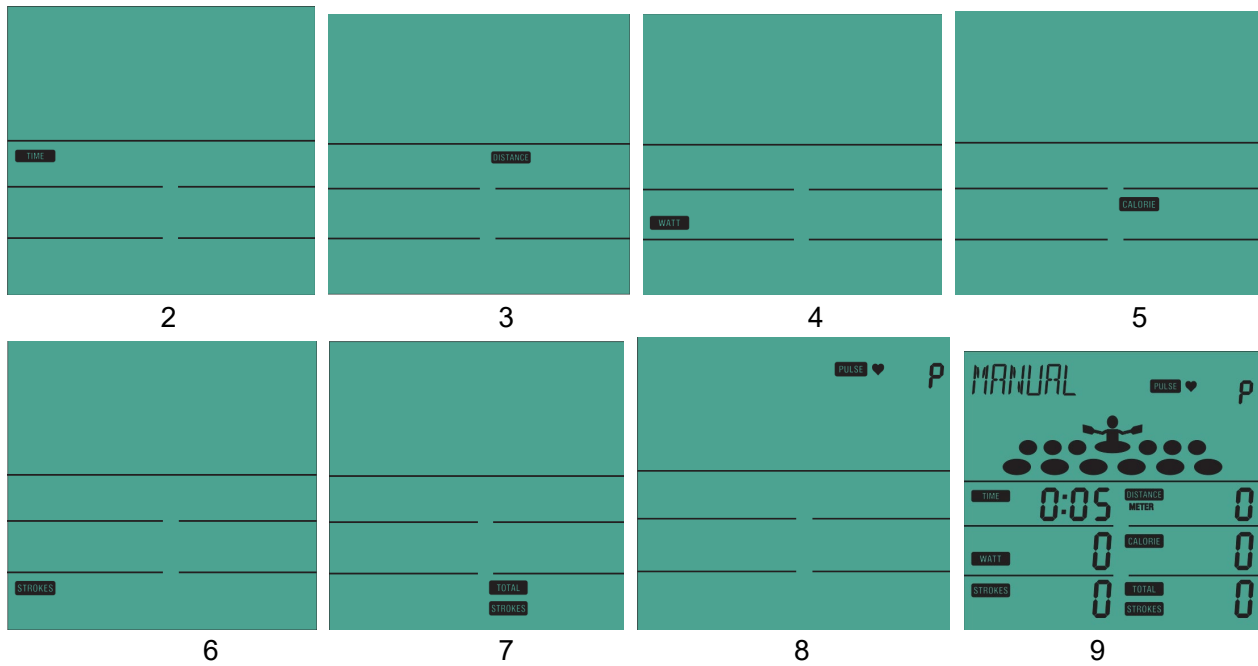 TIME
DISTANCE
WATT
CALORIE
2
3
4
5
STROKES
TOTAL
STROKES
PULSE P
6
7
8
MANUAL PULSE P
TIME 0:05 DISTANCE METER 0
WATT 0 CALORIE 0
STROKES 0 TOTAL STROKES 0
9